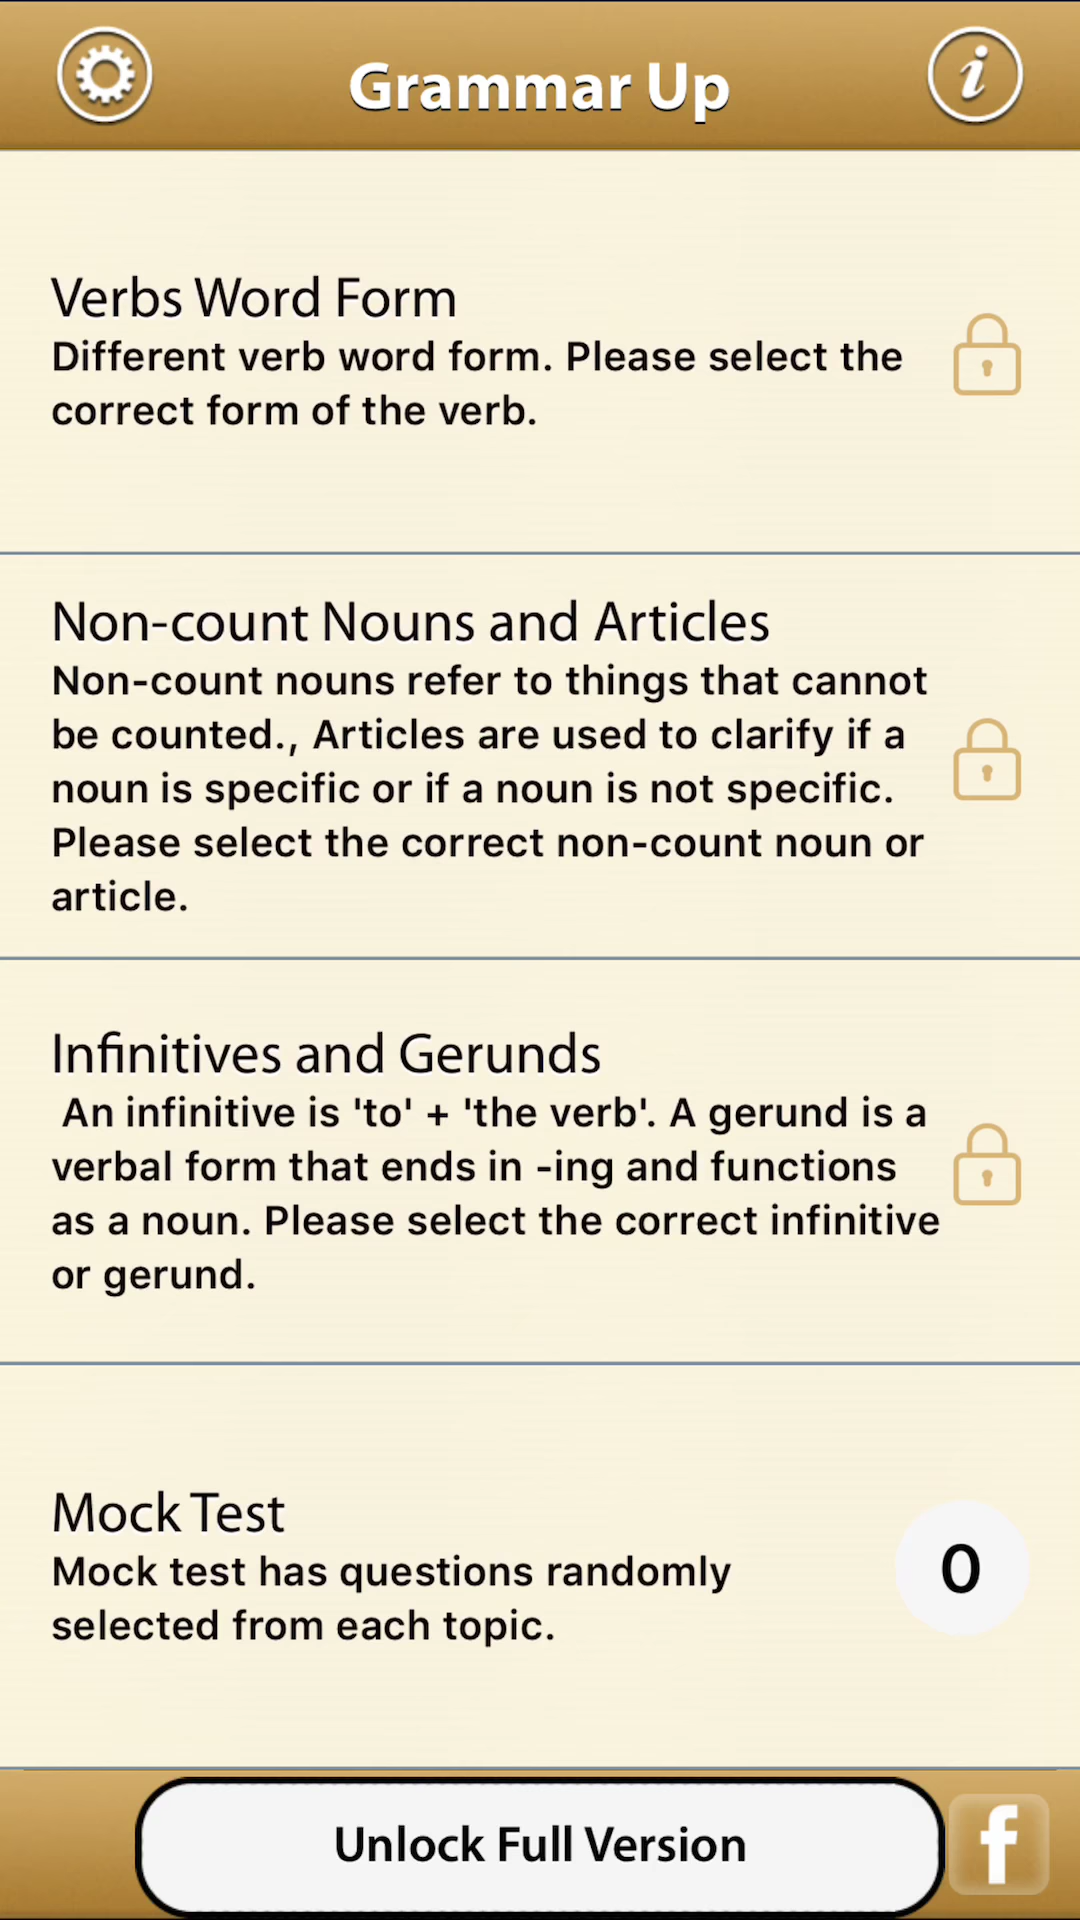 Grammar Up
Verbs Word Form
Different verb word form. Please select the
correct form of the verb.
Non-count Nouns and Articles
Non-count nouns refer to things that cannot
be counted., Articles are used to clarify if a
noun is specific or if a noun is not specific.
Please select the correct non-count noun or
article.
Infinitives and Gerunds
An infinitive is 'to' + 'the verb'. A gerund is a
verbal form that ends in -ing and functions
as a noun. Please select the correct infinitive
or gerund.
Mock Test
Mock test has questions randomly
selected from each topic.
0
Unlock Full Version